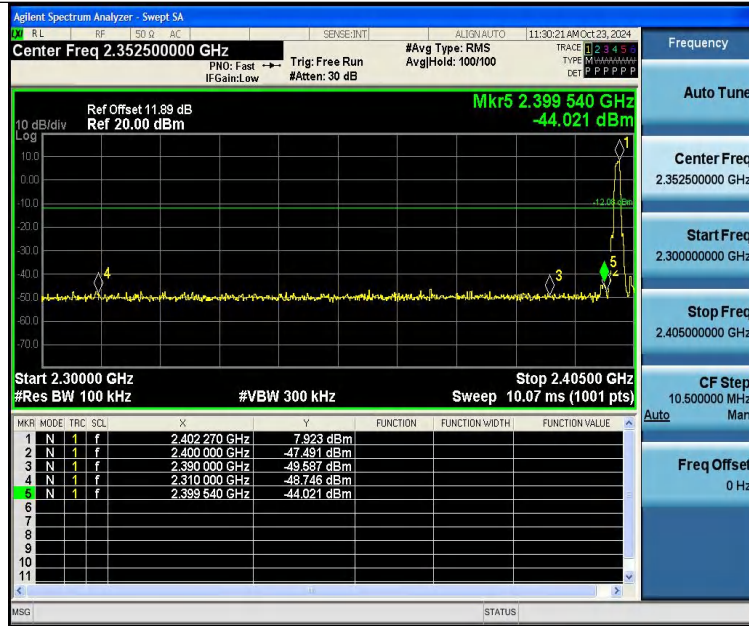 Agilent Spectrum Analyzer - Swept SA
LXI RL RF 50 Ω AC SENSE:INT ALIGN AUTO 11:30:21 AM Oct 23, 2024
Center Freq 2.352500000 GHz #Avg Type: RMS TRACE 1 2 3 4 5 6
PNO: Fast Trig: Free Run Avg|Hold: 100/100 TYPE M
IFGain:Low #Atten: 30 dB DET P P P P P P
Ref Offset 11.89 dB Mkr5 2.399 540 GHz
10 dB/div Ref 20.00 dBm -44.021 dBm
Log
10.0
0.00
-10.0
-12.08 dBm
-20.0
-30.0
-40.0
-50.0
-60.0
-70.0
1
4
3
5
2
Start 2.30000 GHz Stop 2.40500 GHz
#Res BW 100 kHz #VBW 300 kHz Sweep 10.07 ms (1001 pts)
MKR MODE TRC SCL X Y FUNCTION FUNCTION WIDTH FUNCTION VALUE
1 N 1 f 2.402 270 GHz 7.923 dBm
2 N 1 f 2.400 000 GHz -47.491 dBm
3 N 1 f 2.390 000 GHz -49.587 dBm
4 N 1 f 2.310 000 GHz -48.746 dBm
5 N 1 f 2.399 540 GHz -44.021 dBm
6
7
8
9
10
11
MSG STATUS
Frequency
Auto Tune
Center Freq
2.352500000 GHz
Start Freq
2.300000000 GHz
Stop Freq
2.405000000 GHz
CF Step
10.500000 MHz
Auto Man
Freq Offset
0 Hz